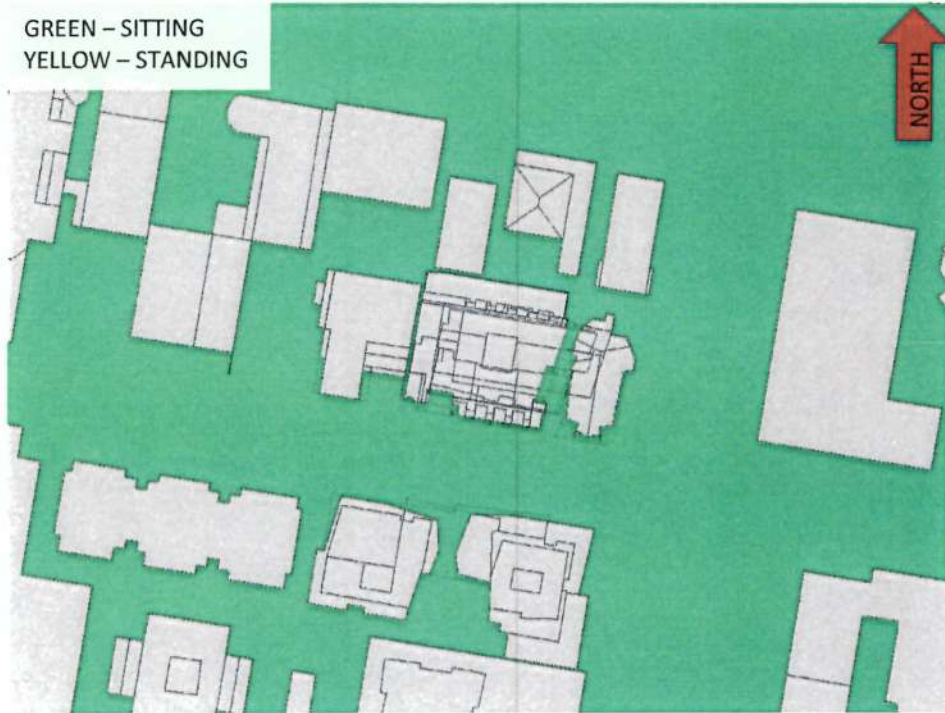 GREEN – SITTING
YELLOW – STANDING
NORTH